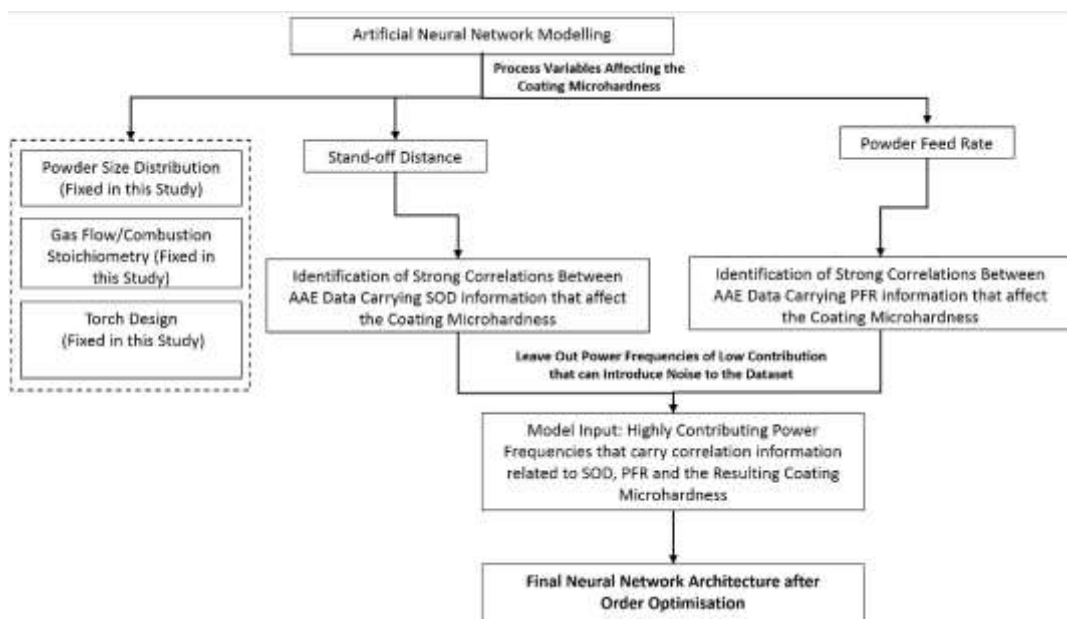 Artificial Neural Network Modelling
Process Variables Affecting the
Coating Microhardness
Powder Size Distribution
(Fixed in this Study)
Gas Flow/Combustion
Stoichiometry (Fixed in
this Study)
Torch Design
(Fixed in this Study)
Stand-off Distance
Powder Feed Rate
Identification of Strong Correlations Between
AAE Data Carrying SOD information that affect
the Coating Microhardness
Identification of Strong Correlations Between
AAE Data Carrying PFR information that affect
the Coating Microhardness
Leave Out Power Frequencies of Low Contribution
that can Introduce Noise to the Dataset
Model Input: Highly Contributing Power
Frequencies that carry correlation information
related to SOD, PFR and the Resulting Coating
Microhardness
Final Neural Network Architecture after
Order Optimisation